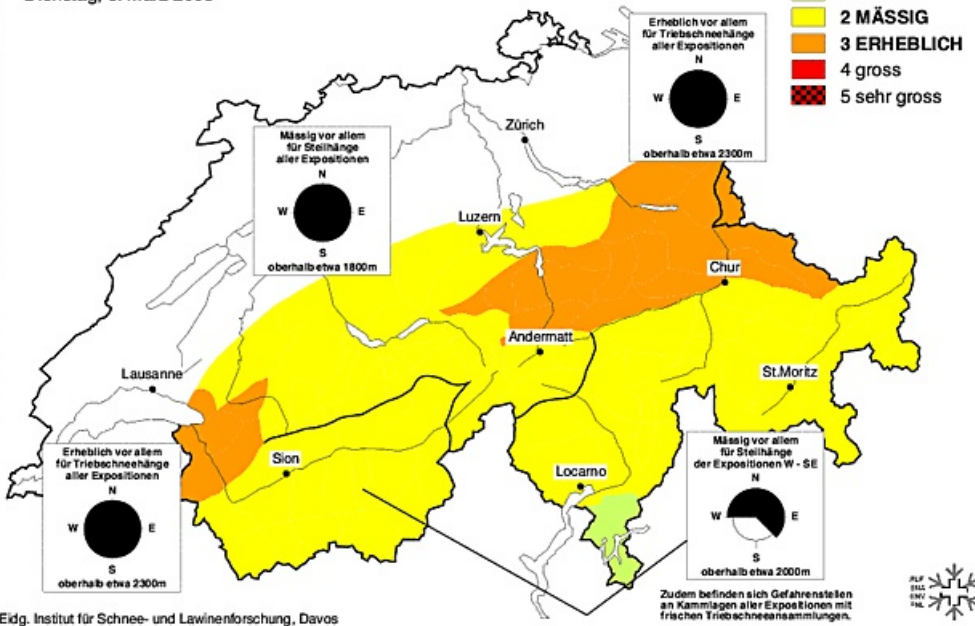 2 MÄSSIG
3 ERHEBLICH
4 gross
5 sehr gross
Erheblich vor allem
für Triebschneehänge
aller Expositionen
N
W E
S
oberhalb etwa 2300m
Zürich
Mässig vor allem
für Steilhänge
aller Expositionen
N
W E
S
oberhalb etwa 1800m
Luzern
Chur
Andermatt
St.Moritz
Lausanne
Sion
Locarno
Erheblich vor allem
für Triebschneehänge
aller Expositionen
N
W E
S
oberhalb etwa 2300m
Mässig vor allem
für Steilhänge
der Expositionen W - SE
N
W E
S
oberhalb etwa 2000m
Zudem befinden sich Gefahrenstellen
an Kammlagen aller Expositionen mit
frischen Triebschneeansammlungen.
SLF
Eidg. Institut für Schnee- und Lawinenforschung, Davos